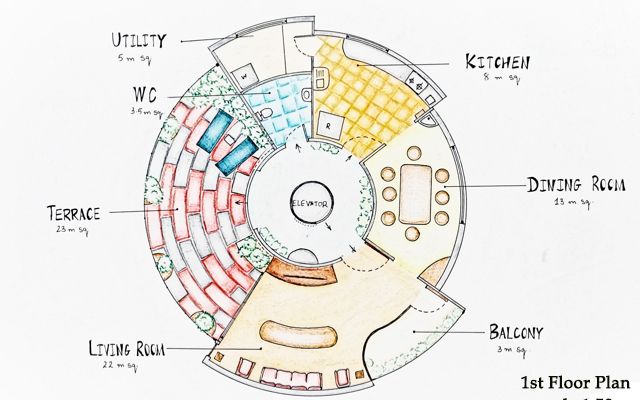 UTILITY
5 m sq
KITCHEN
8 m sq
WC
3.5 m sq
W
R
DINING ROOM
13 m sq.
TERRACE
23 m sq
ELEVATOR
BALCONY
3 m sq
LIVING ROOM
22 m sq
1st Floor Plan